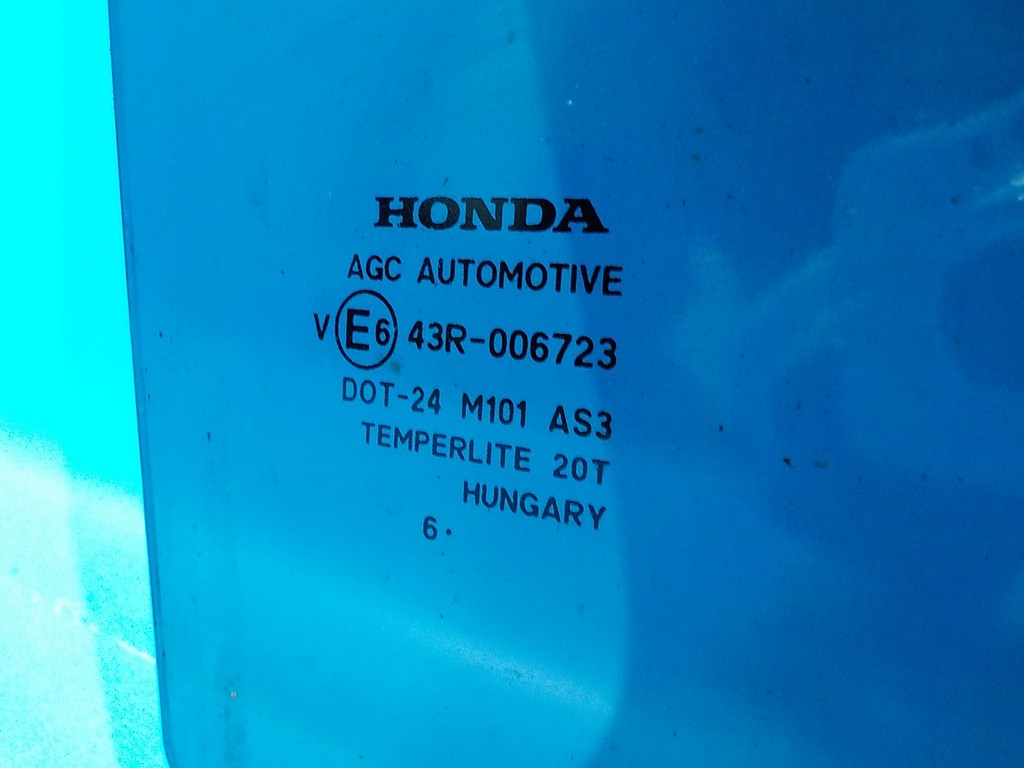 HONDA
AGC AUTOMOTIVE
V E6 43R-006723
DOT-24 M101 AS3
TEMPERLITE 20T
HUNGARY
6.